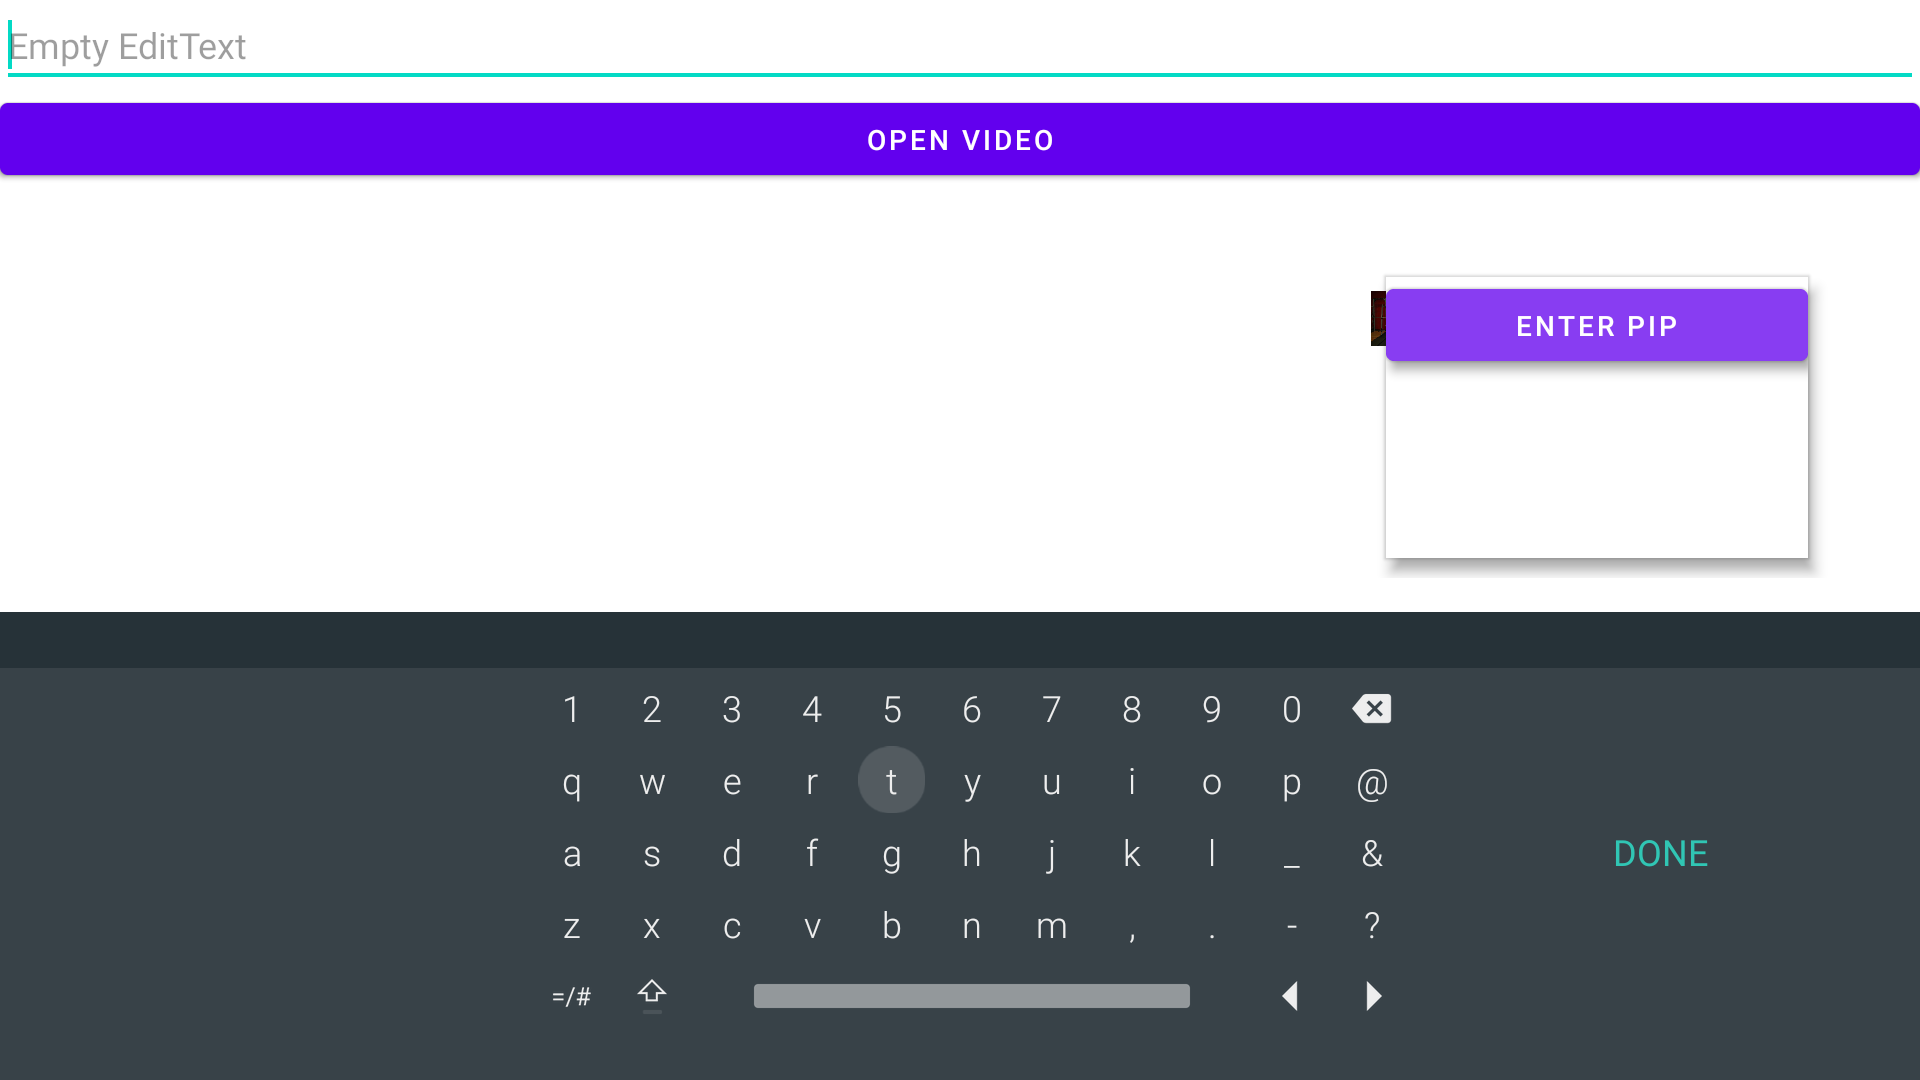 Empty EditText
OPEN VIDEO
ENTER PIP
1 2 3 4 5 6 7 8 9 0
q w e r t y u i o p @
a s d f g h j k l _ &
DONE
z x c v b n m , . - ?
=/#